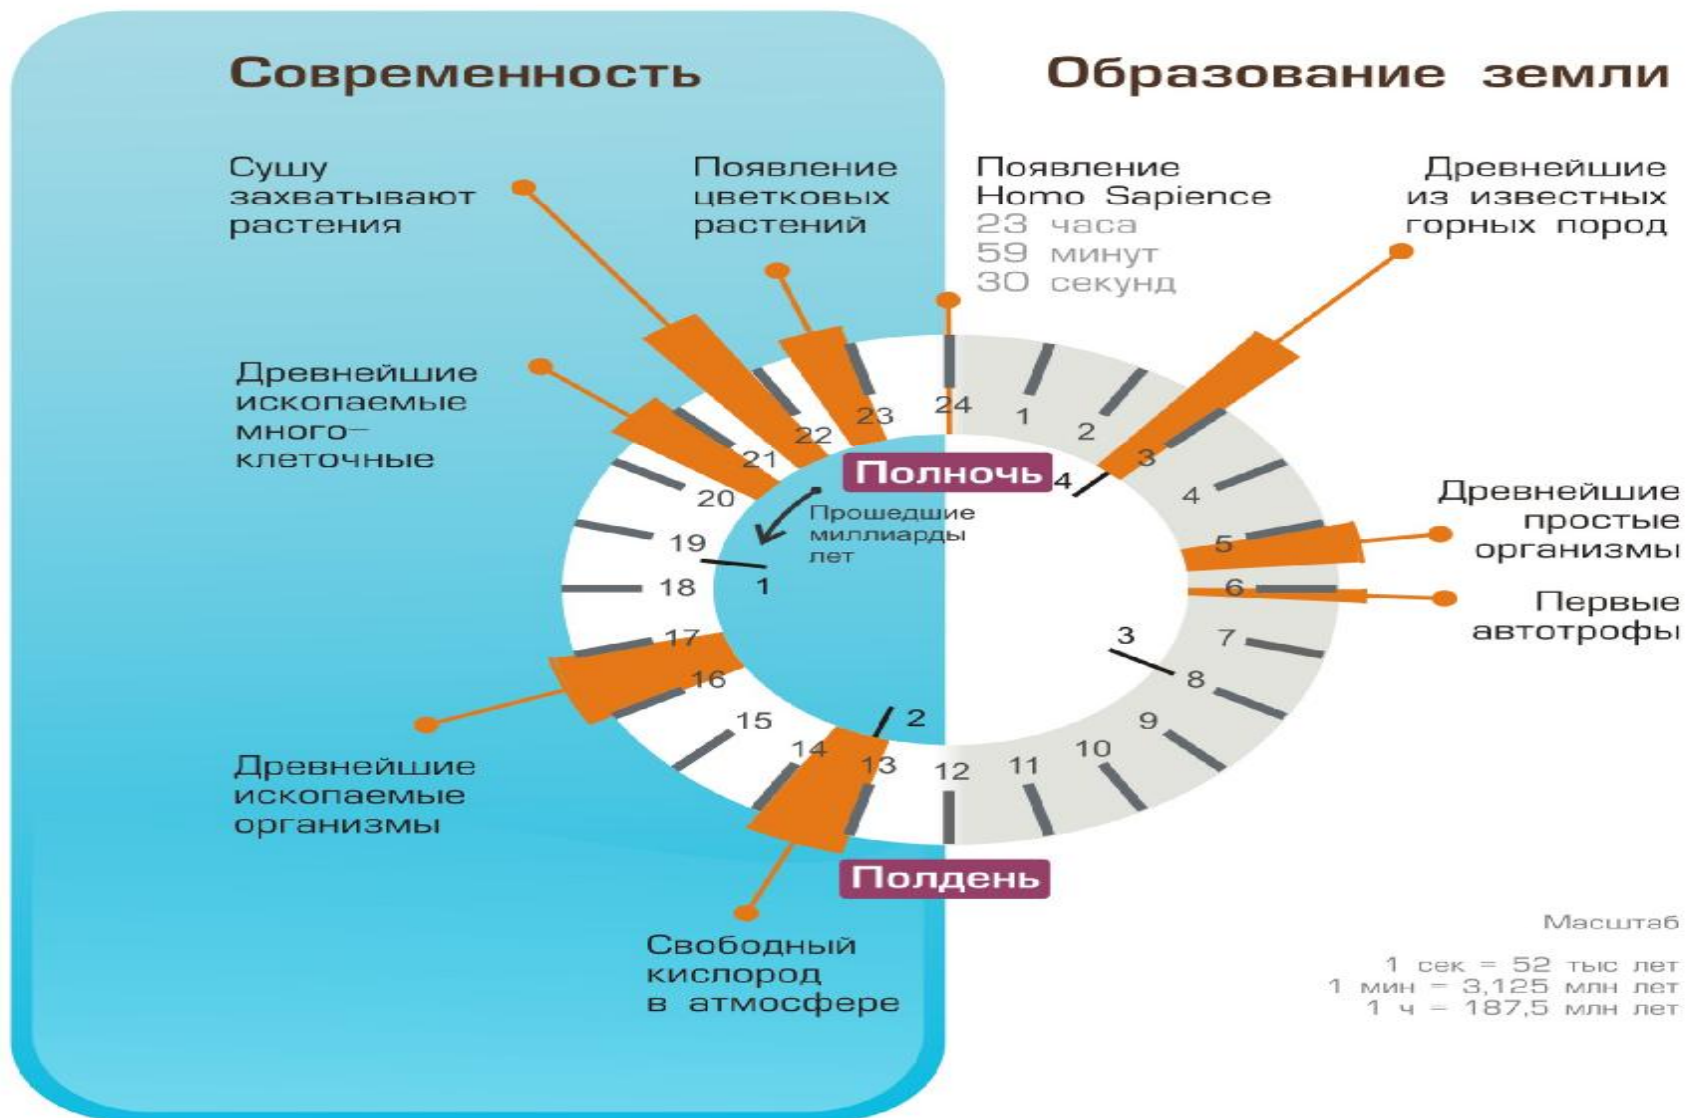 Современность
Образование земли
Сушу
захватывают
растения
Появление
цветковых
растений
Появление
Homo Sapience
23 часа
59 минут
30 секунд
Древнейшие
из известных
горных пород
Древнейшие
ископаемые
много–
клеточные
Древнейшие
простые
организмы
Первые
автотрофы
Древнейшие
ископаемые
организмы
Свободный
кислород
в атмосфере
Полночь
Прошедшие
миллиарды
лет
Полдень
24
1
2
3
4
5
6
7
8
9
10
11
12
13
14
15
16
17
18
19
20
21
22
23
1
2
3
4
Масштаб
1 сек = 52 тыс лет
1 мин = 3,125 млн лет
1 ч = 187,5 млн лет